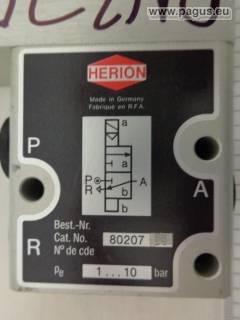 www.pagus.eu
HERION
Made in Germany
Fabriqué en R.F.A.
a
a
P
P
R
A
A
b
b
R
Best.-Nr.
Cat. No. 80207
N° de cde
pe 1...10 bar